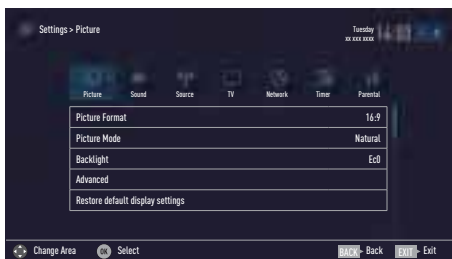 Settings > Picture
Tuesday
xx xxx xxxx
Picture Sound Source TV Network Timer Parental
Picture Format 16:9
Picture Mode Natural
Backlight Ec0
Advanced
Restore default display settings
Change Area OK Select BACK Back EXIT Exit